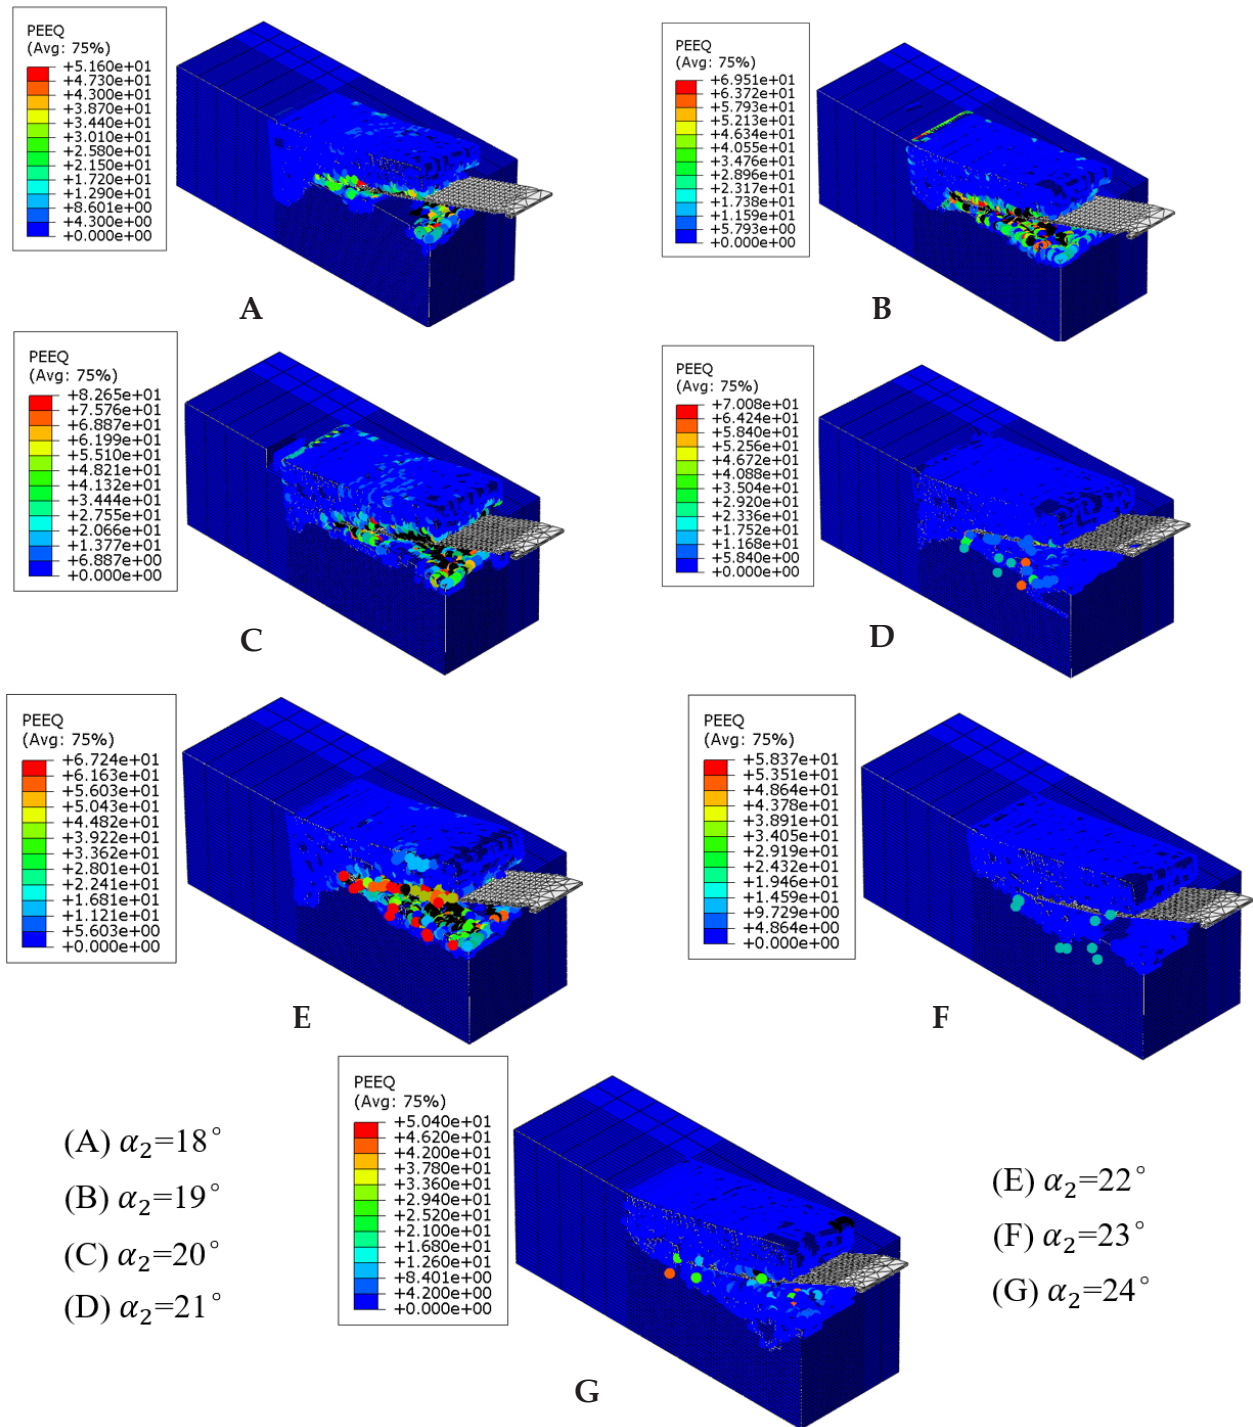 PEEQ
(Avg: 75%)
+5.160e+01
+4.730e+01
+4.300e+01
+3.870e+01
+3.440e+01
+3.010e+01
+2.580e+01
+2.150e+01
+1.720e+01
+1.290e+01
+8.601e+00
+4.300e+00
+0.000e+00
A
PEEQ
(Avg: 75%)
+6.951e+01
+6.372e+01
+5.793e+01
+5.213e+01
+4.634e+01
+4.055e+01
+3.476e+01
+2.896e+01
+2.317e+01
+1.738e+01
+1.159e+01
+5.793e+00
+0.000e+00
B
PEEQ
(Avg: 75%)
+8.265e+01
+7.576e+01
+6.887e+01
+6.199e+01
+5.510e+01
+4.821e+01
+4.132e+01
+3.444e+01
+2.755e+01
+2.066e+01
+1.377e+01
+6.887e+00
+0.000e+00
C
PEEQ
(Avg: 75%)
+7.008e+01
+6.424e+01
+5.840e+01
+5.256e+01
+4.672e+01
+4.088e+01
+3.504e+01
+2.920e+01
+2.336e+01
+1.752e+01
+1.168e+01
+5.840e+00
+0.000e+00
D
PEEQ
(Avg: 75%)
+6.724e+01
+6.163e+01
+5.603e+01
+5.043e+01
+4.482e+01
+3.922e+01
+3.362e+01
+2.801e+01
+2.241e+01
+1.681e+01
+1.121e+01
+5.603e+00
+0.000e+00
E
PEEQ
(Avg: 75%)
+5.837e+01
+5.351e+01
+4.864e+01
+4.378e+01
+3.891e+01
+3.405e+01
+2.919e+01
+2.432e+01
+1.946e+01
+1.459e+01
+9.729e+00
+4.864e+00
+0.000e+00
F
PEEQ
(Avg: 75%)
+5.040e+01
+4.620e+01
+4.200e+01
+3.780e+01
+3.360e+01
+2.940e+01
+2.520e+01
+2.100e+01
+1.680e+01
+1.260e+01
+8.401e+00
+4.200e+00
+0.000e+00
G
(A) α₂=18°
(B) α₂=19°
(C) α₂=20°
(D) α₂=21°
(E) α₂=22°
(F) α₂=23°
(G) α₂=24°